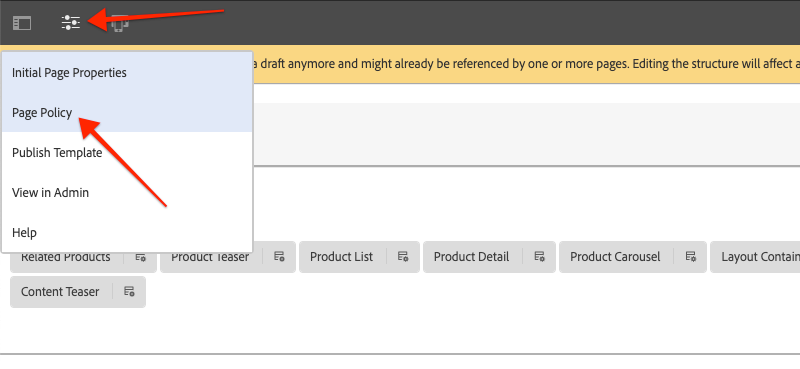 Initial Page Properties
a draft anymore and might already be referenced by one or more pages. Editing the structure will affect a
Page Policy
Publish Template
View in Admin
Help
Related Products Product Teaser Product List Product Detail Product Carousel Layout Contain
Content Teaser